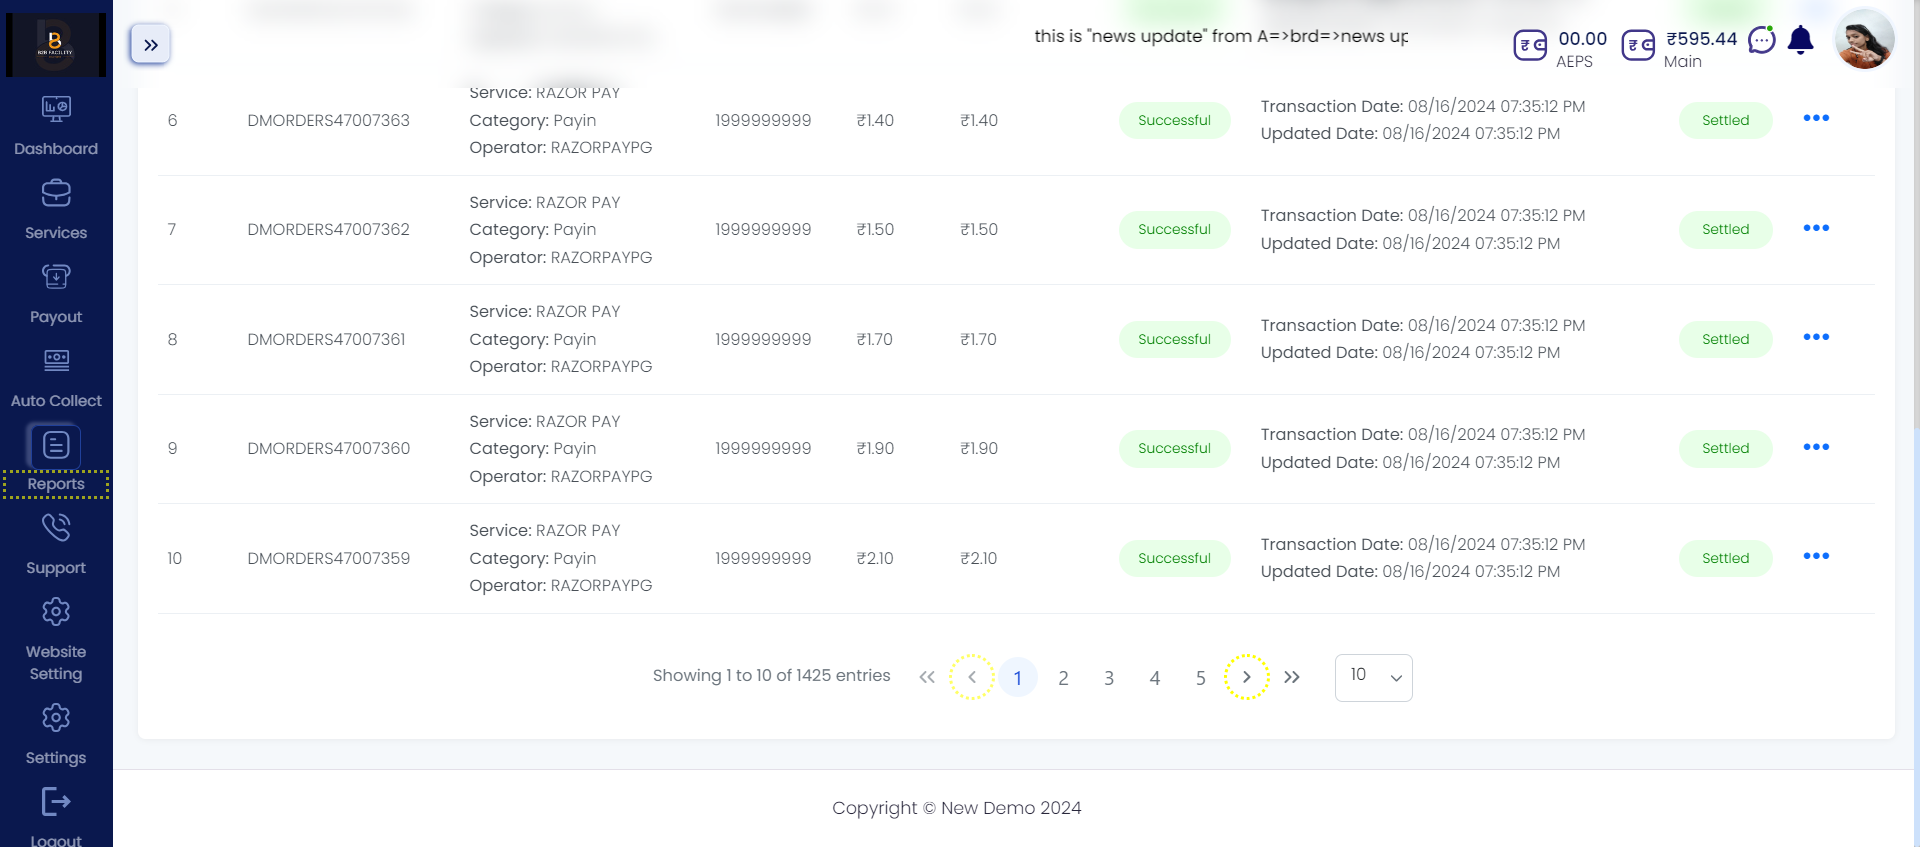 B2B FACILITY
this is "news update" from A=>brd=>news up
₹ 00.00
AEPS
₹ ₹595.44
Main
Dashboard
Services
Payout
Auto Collect
Reports
Support
Website
Setting
Settings
Logout
Service: RAZOR PAY
6 DMORDERS47007363 Category: Payin 1999999999 ₹1.40 ₹1.40 Successful Transaction Date: 08/16/2024 07:35:12 PM Settled
Operator: RAZORPAYPG Updated Date: 08/16/2024 07:35:12 PM
Service: RAZOR PAY Transaction Date: 08/16/2024 07:35:12 PM
7 DMORDERS47007362 Category: Payin 1999999999 ₹1.50 ₹1.50 Successful Settled
Operator: RAZORPAYPG Updated Date: 08/16/2024 07:35:12 PM
Service: RAZOR PAY Transaction Date: 08/16/2024 07:35:12 PM
8 DMORDERS47007361 Category: Payin 1999999999 ₹1.70 ₹1.70 Successful Settled
Operator: RAZORPAYPG Updated Date: 08/16/2024 07:35:12 PM
Service: RAZOR PAY Transaction Date: 08/16/2024 07:35:12 PM
9 DMORDERS47007360 Category: Payin 1999999999 ₹1.90 ₹1.90 Successful Settled
Operator: RAZORPAYPG Updated Date: 08/16/2024 07:35:12 PM
Service: RAZOR PAY Transaction Date: 08/16/2024 07:35:12 PM
10 DMORDERS47007359 Category: Payin 1999999999 ₹2.10 ₹2.10 Successful Settled
Operator: RAZORPAYPG Updated Date: 08/16/2024 07:35:12 PM
Showing 1 to 10 of 1425 entries « ‹ 1 2 3 4 5 › » 10
Copyright © New Demo 2024